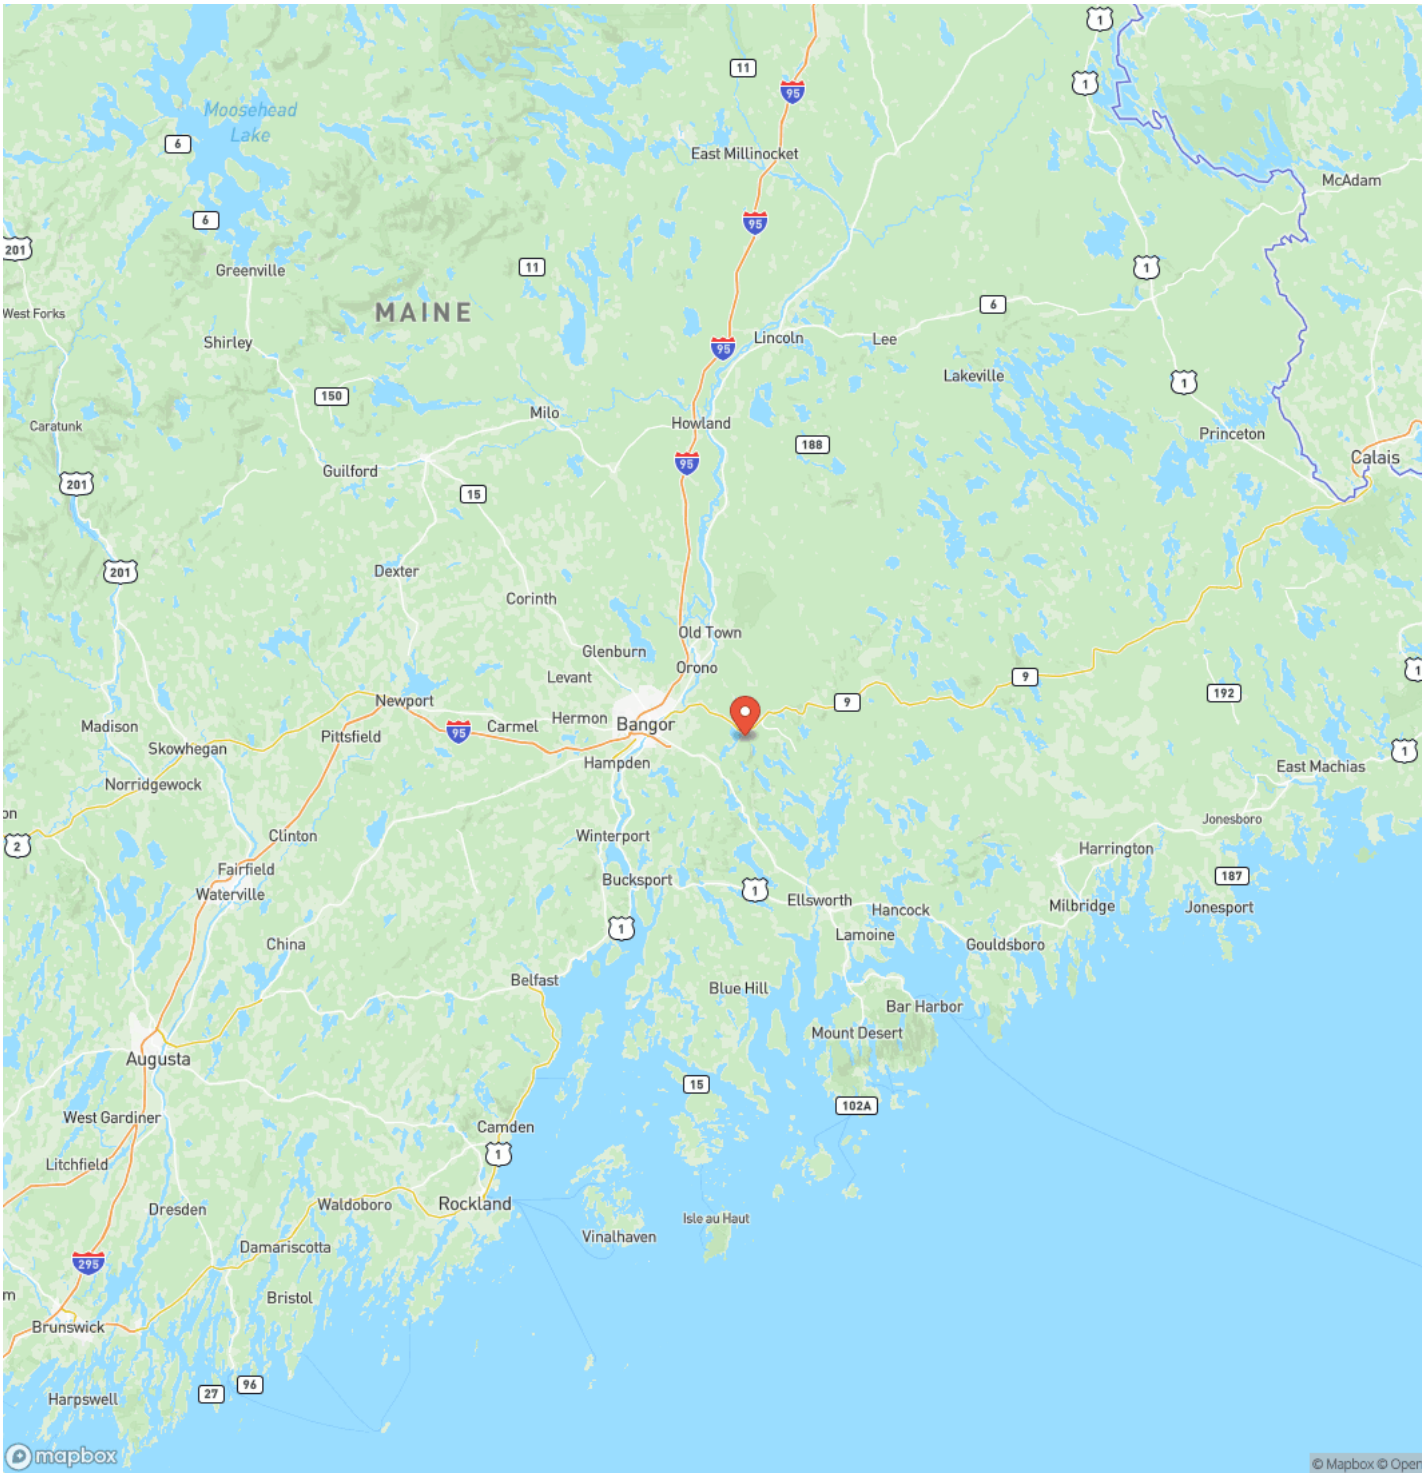 1
11
95
1
Moosehead
Lake
6
East Millinocket
McAdam
6
95
201
Greenville
11
1
6
MAINE
West Forks
Shirley
Lincoln
Lee
95
Lakeville
1
150
Milo
Caratunk
Howland
Princeton
188
Calais
Guilford
95
201
15
201
Dexter
Corinth
Old Town
Glenburn
Orono
Levant
1
9
192
Newport
9
Hermon
Bangor
Madison
Carmel
95
Pittsfield
Skowhegan
1
Hampden
East Machias
Norridgewock
on
Jonesboro
Clinton
Winterport
2
Harrington
Fairfield
187
Bucksport
1
Waterville
Ellsworth
Hancock
Milbridge
Jonesport
1
Lamoine
China
Gouldsboro
Belfast
Blue Hill
Bar Harbor
Mount Desert
Augusta
15
102A
West Gardiner
Camden
1
Litchfield
Rockland
Waldoboro
Dresden
Isle au Haut
Vinalhaven
Damariscotta
295
m
Bristol
Brunswick
96
27
Harpswell
mapbox
© Mapbox © Open